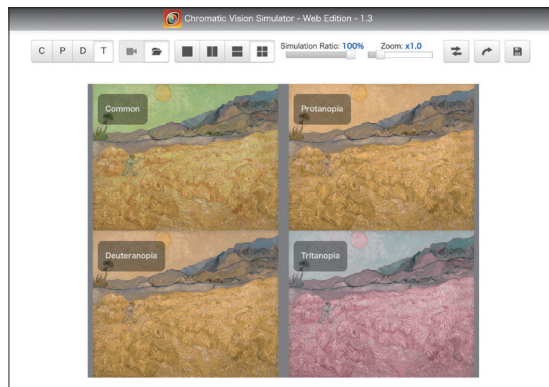 Chromatic Vision Simulator - Web Edition - 1.3
C P D T
Simulation Ratio: 100% Zoom: x1.0
Common
Protanopia
Deuteranopia
Tritanopia